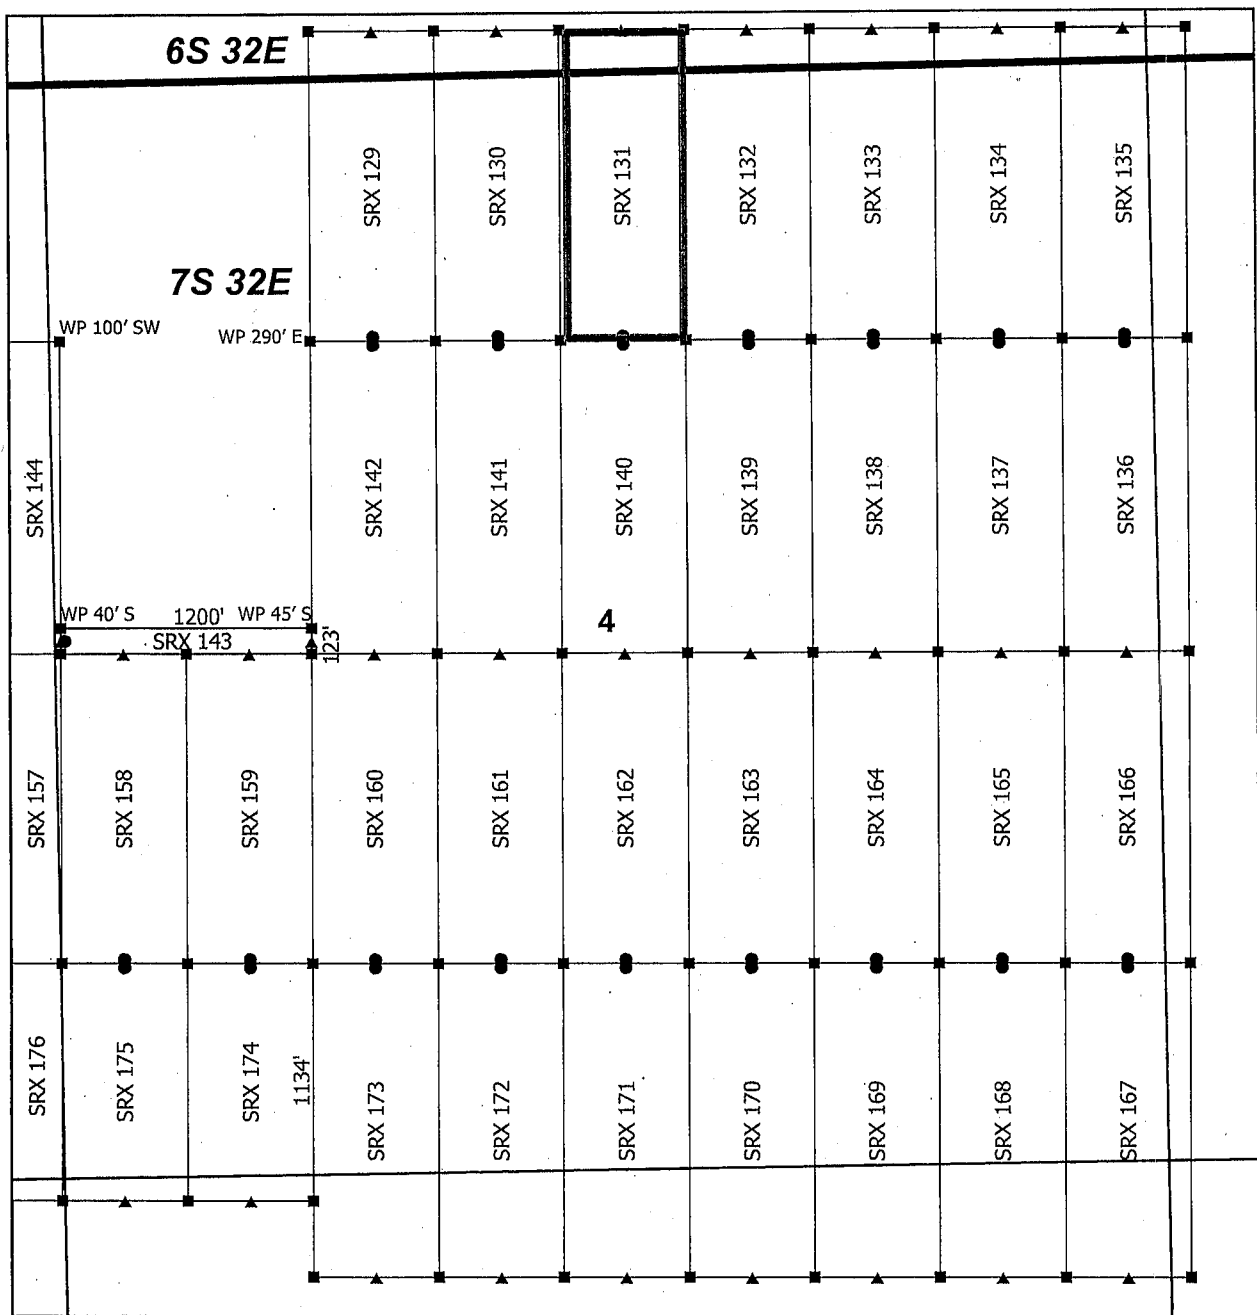 6S 32E
SRX 129
SRX 130
SRX 131
SRX 132
SRX 133
SRX 134
SRX 135
7S 32E
WP 100' SW
WP 290' E
SRX 144
SRX 142
SRX 141
SRX 140
SRX 139
SRX 138
SRX 137
SRX 136
WP 40' S
1200'
WP 45' S
4
SRX 143
123'
SRX 157
SRX 158
SRX 159
SRX 160
SRX 161
SRX 162
SRX 163
SRX 164
SRX 165
SRX 166
SRX 176
SRX 175
SRX 174
1134'
SRX 173
SRX 172
SRX 171
SRX 170
SRX 169
SRX 168
SRX 167